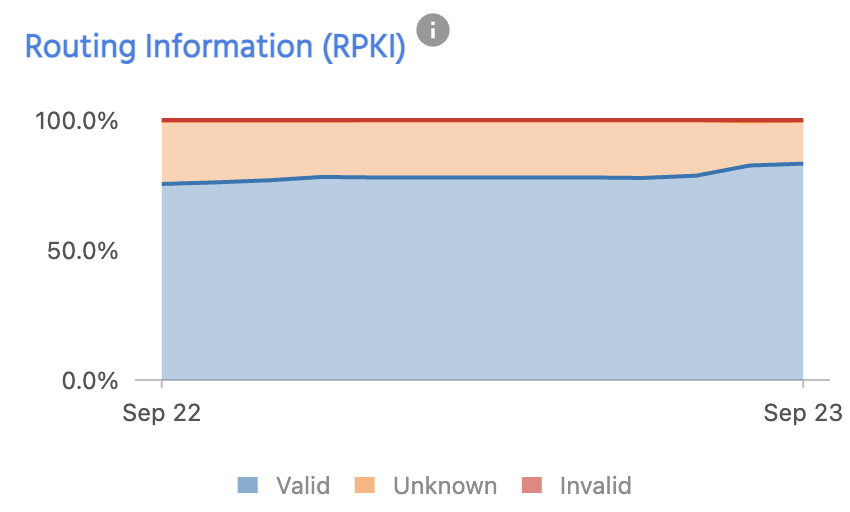 Routing Information (RPKI) i
100.0%
50.0%
0.0%
Sep 22 Sep 23
Valid Unknown Invalid